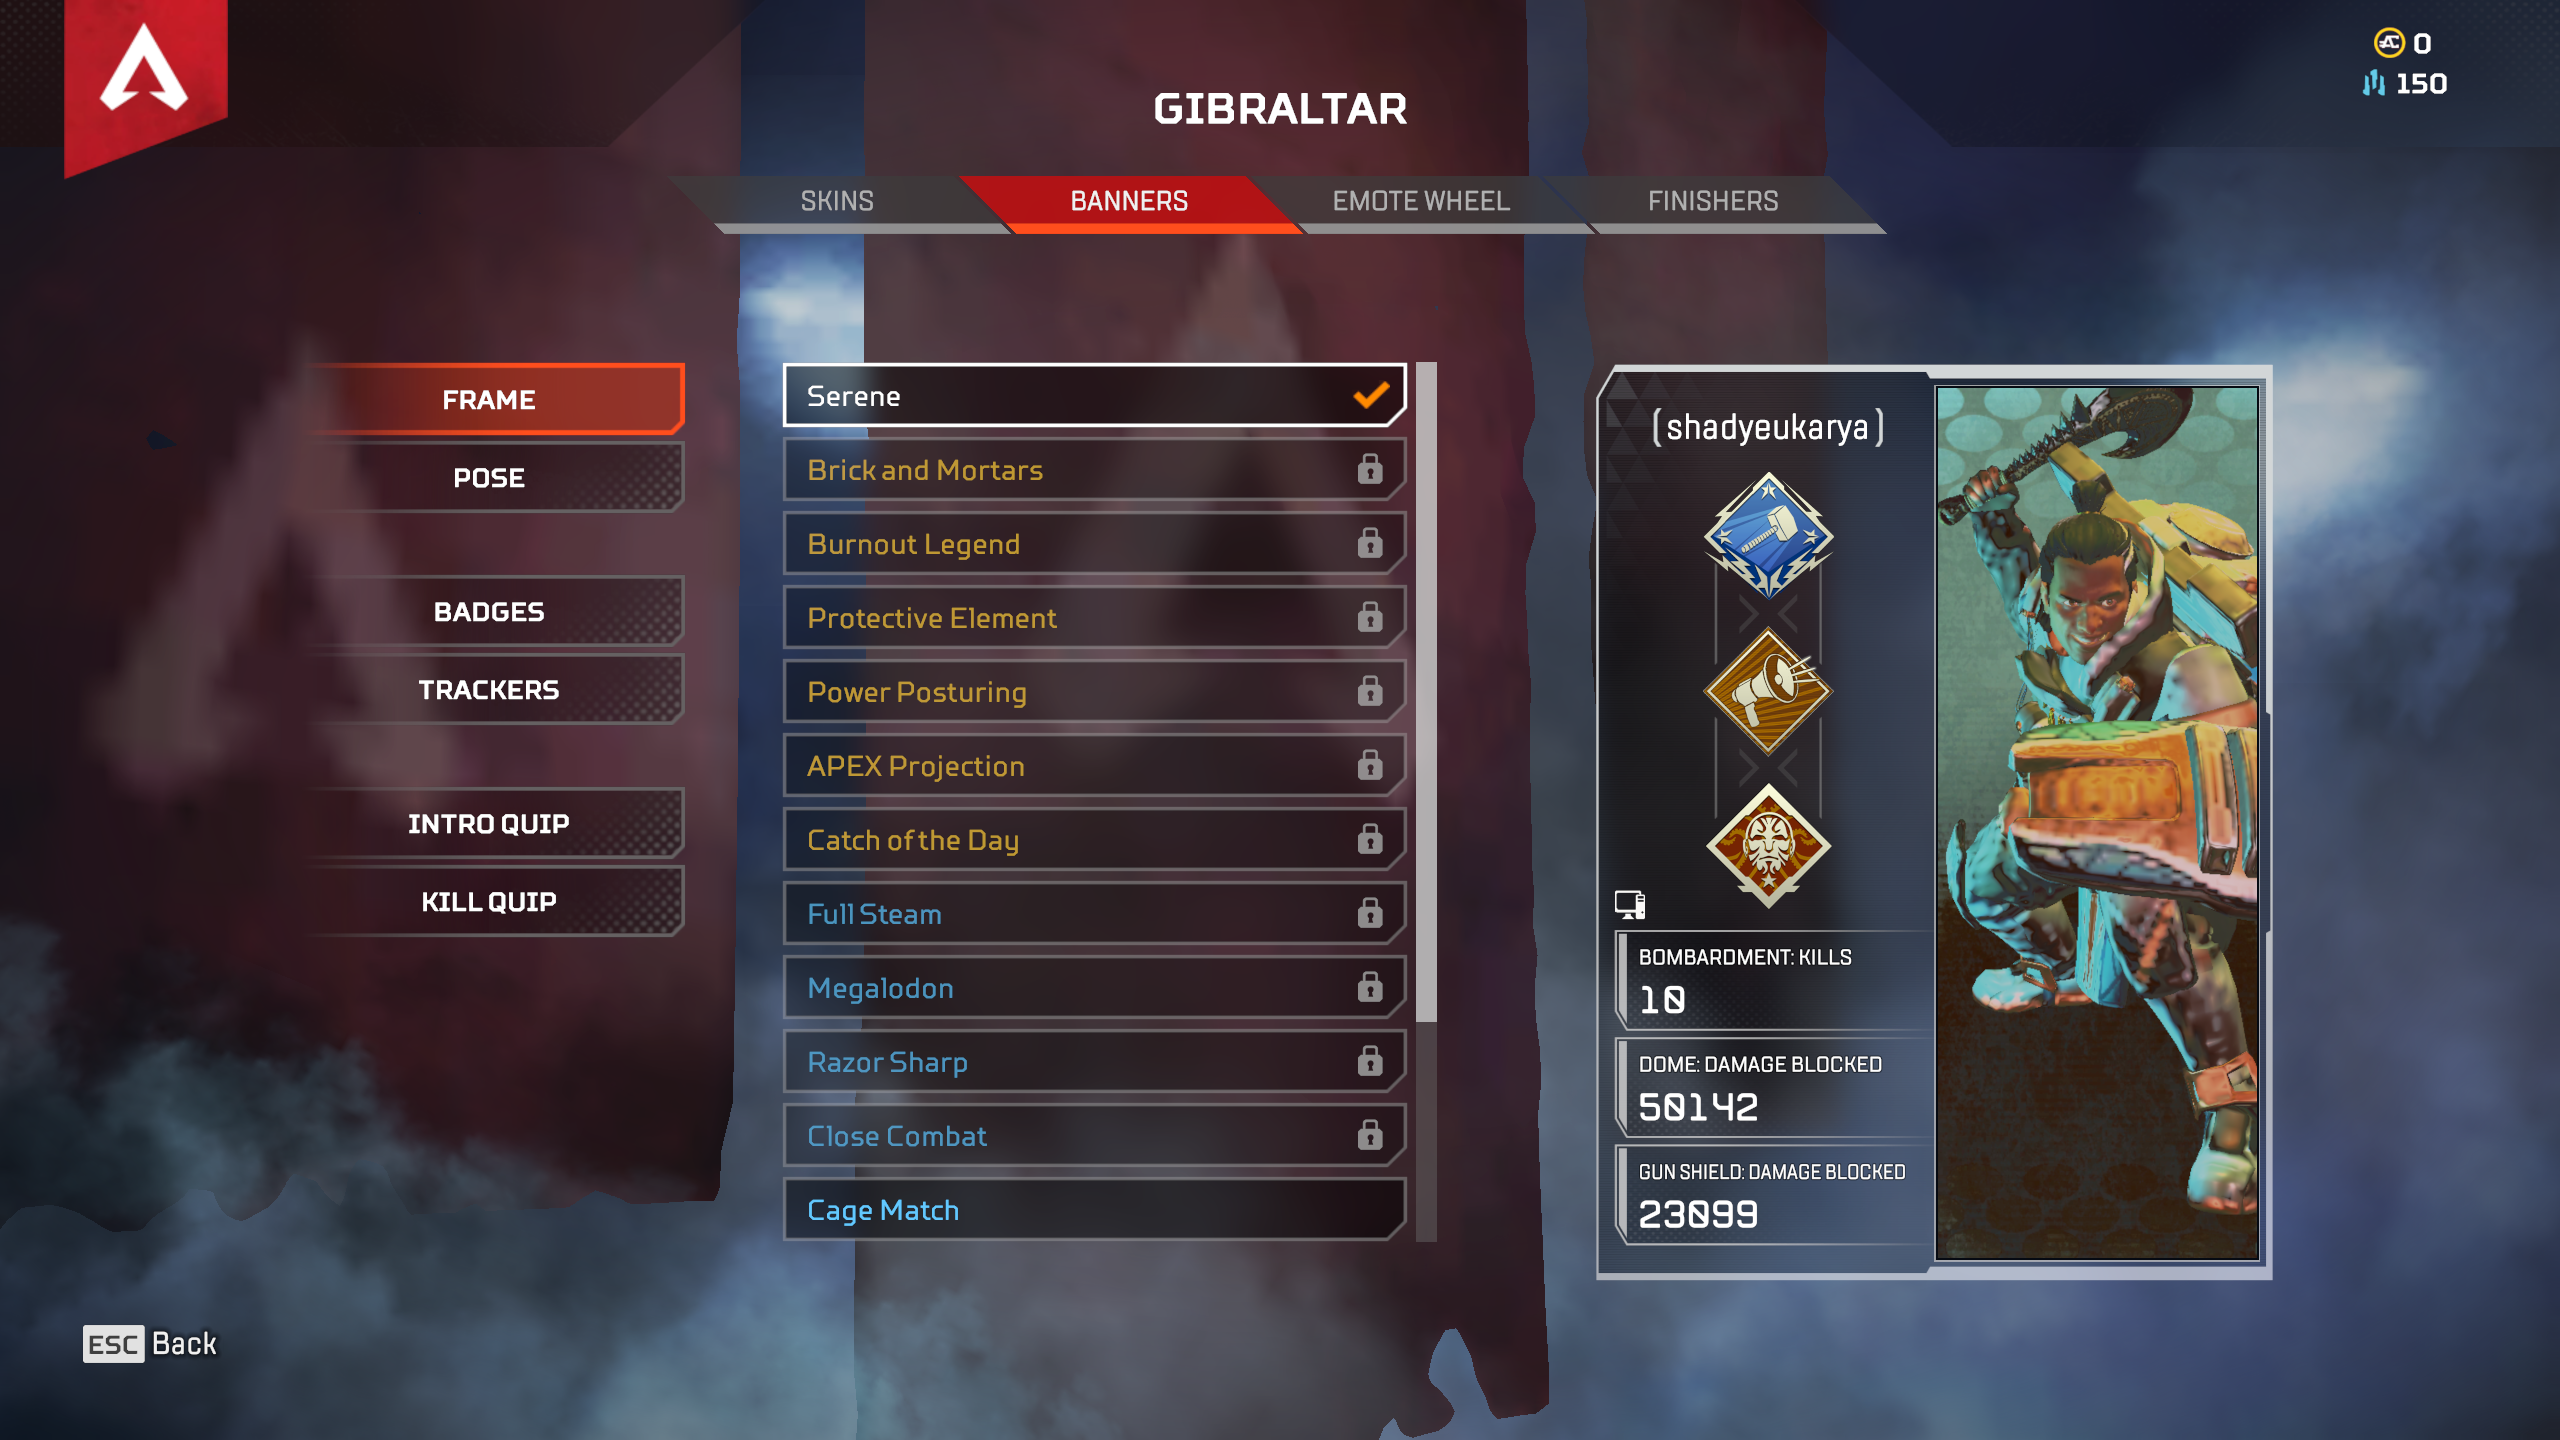 0
150
GIBRALTAR
SKINS
BANNERS
EMOTE WHEEL
FINISHERS
FRAME
POSE
BADGES
TRACKERS
INTRO QUIP
KILL QUIP
Serene
Brick and Mortars
Burnout Legend
Protective Element
Power Posturing
APEX Projection
Catch of the Day
Full Steam
Megalodon
Razor Sharp
Close Combat
Cage Match
(shadyeukarya)
BOMBARDMENT: KILLS
10
DOME: DAMAGE BLOCKED
50142
GUN SHIELD: DAMAGE BLOCKED
23099
ESC Back